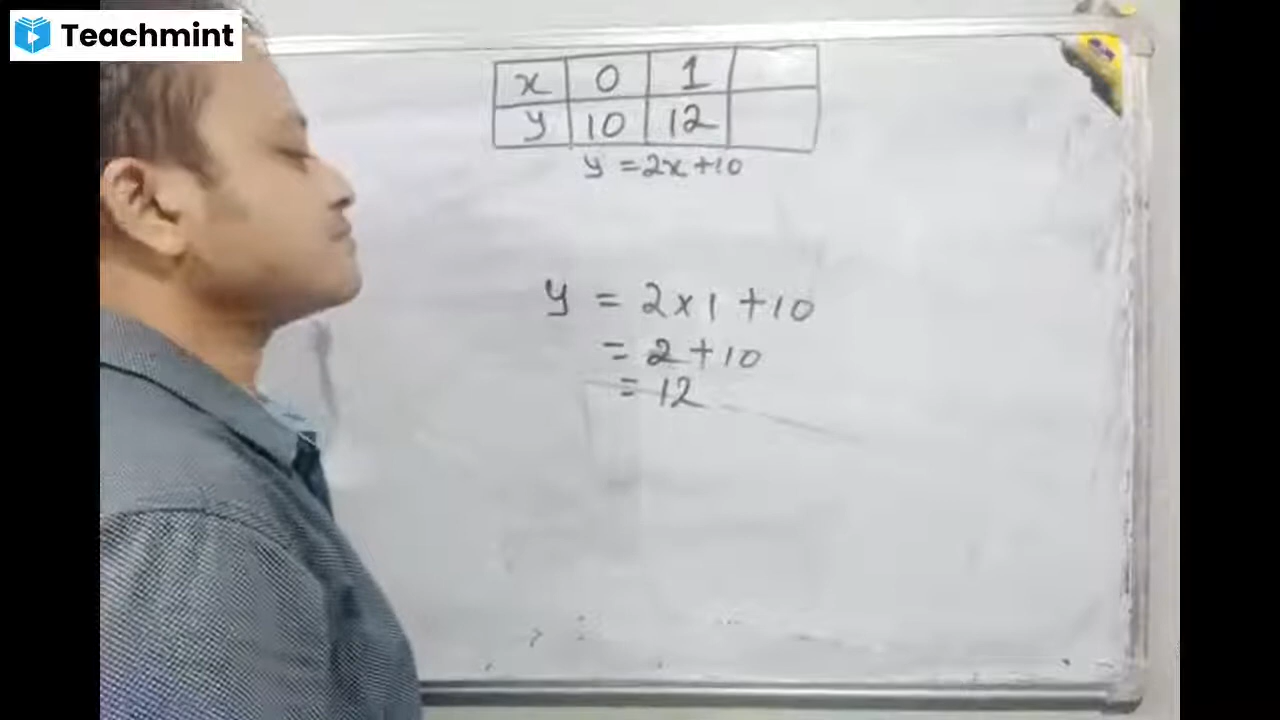 Teachmint
x 0 1
y 10 12
y = 2x + 10
y = 2 × 1 + 10
= 2 + 10
= 12